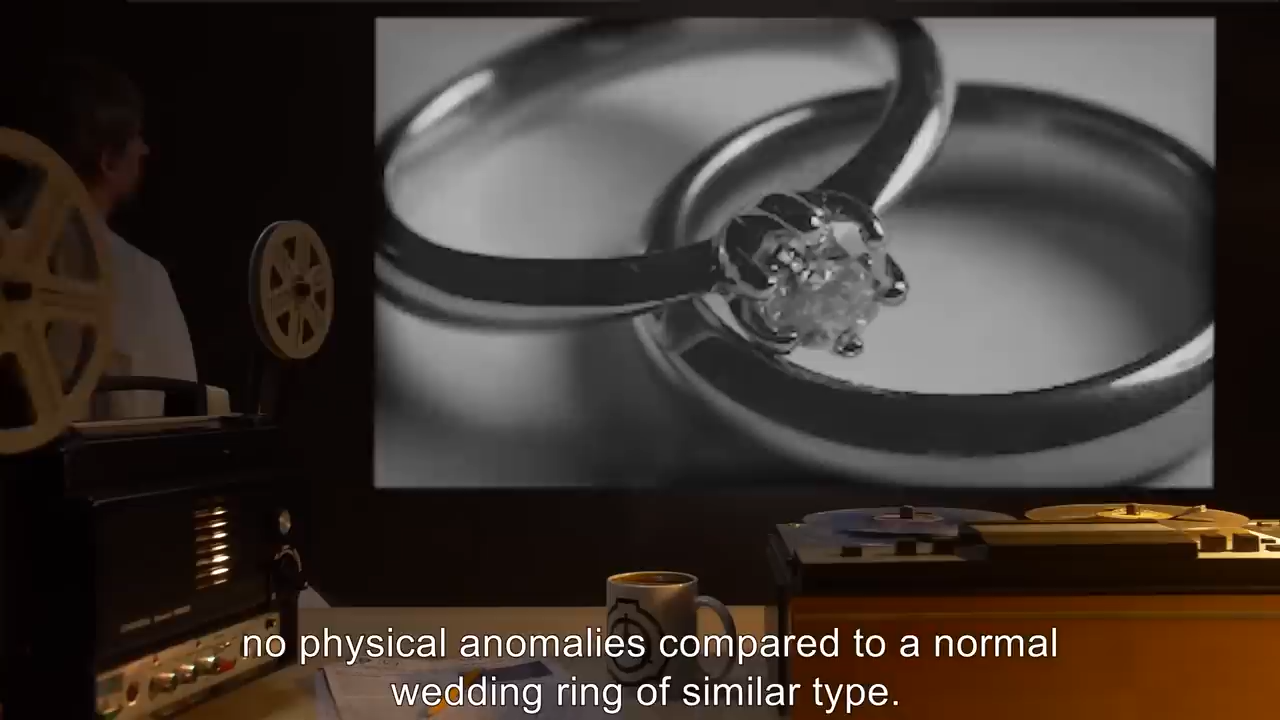 no physical anomalies compared to a normal
wedding ring of similar type.